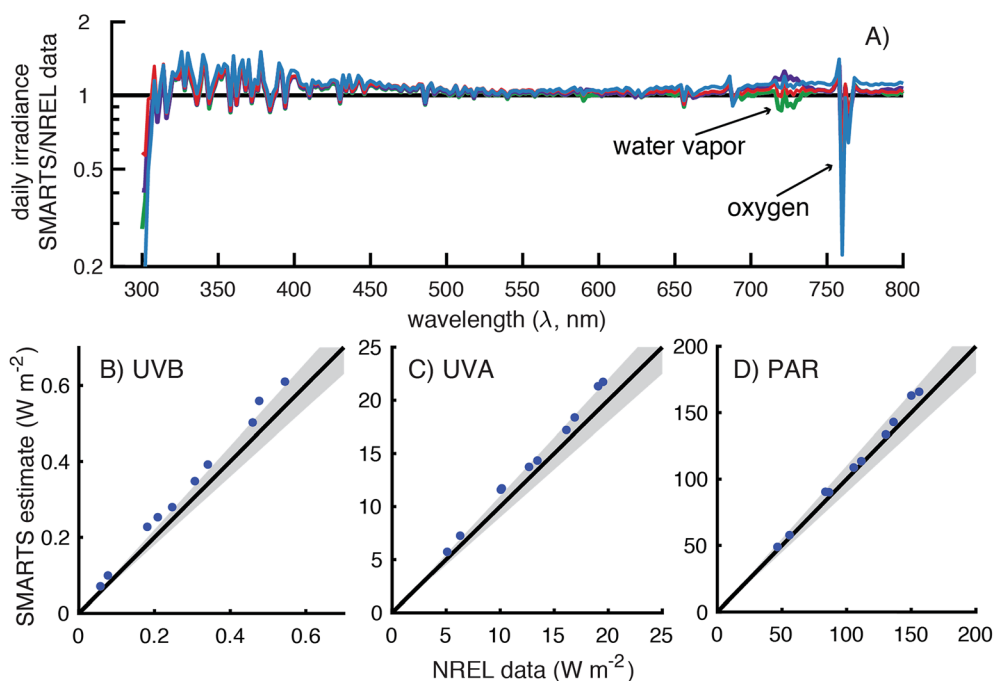 A)
daily irradiance
SMARTS/NREL data
2
1
0.5
0.2
water vapor
oxygen
300 350 400 450 500 550 600 650 700 750 800
wavelength (λ, nm)
B) UVB
SMARTS estimate (W m-2)
0.6
0.4
0.2
0
0 0.2 0.4 0.6
C) UVA
25
20
15
10
5
0
0 5 10 15 20 25
D) PAR
200
150
100
50
0
0 50 100 150 200
NREL data (W m-2)